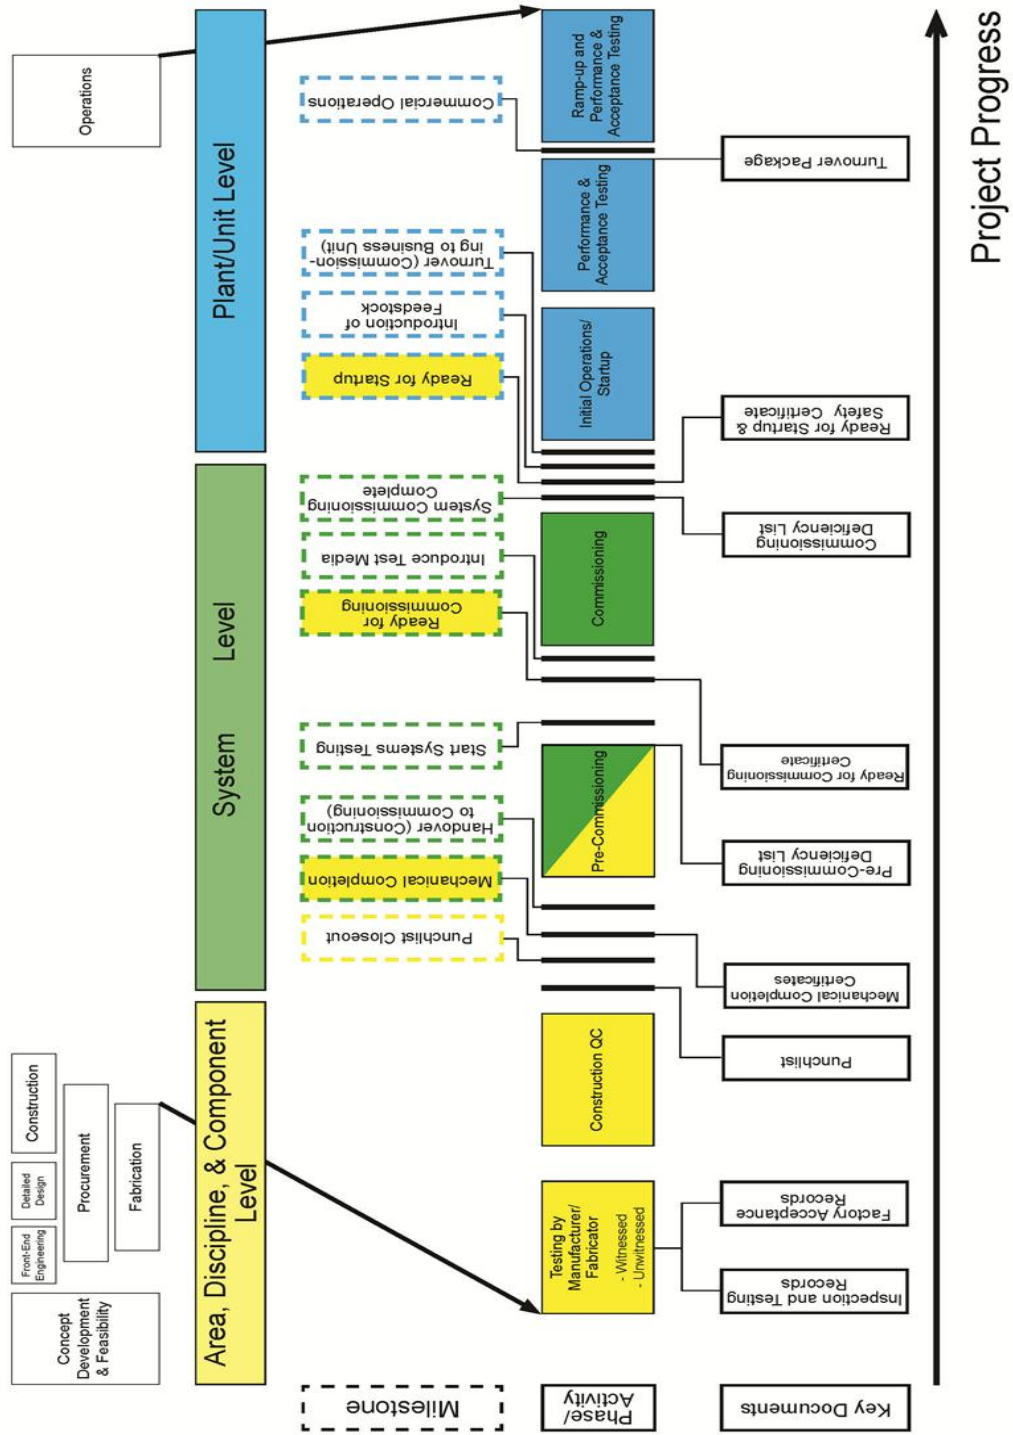 Concept
Development
& Feasibility
Front-End
Engineering
Detailed
Design
Construction
Procurement
Fabrication
Operations
Area, Discipline, & Component
Level
System Level
Plant/Unit Level
Milestone
Punchlist Closeout
Mechanical Completion
Handover (Construction
to Commissioning)
Start Systems Testing
Ready for
Commissioning
Introduce Test Media
System Commissioning
Complete
Ready for Startup
Introduction of
Feedstock
Turnover (Commission-
ing to Business Unit)
Commercial Operations
Phase/
Activity
Testing by
Manufacturer/
Fabricator
- Witnessed
- Unwitnessed
Construction QC
Pre-Commissioning
Commissioning
Initial Operations/
Startup
Performance &
Acceptance Testing
Ramp-up and
Performance &
Acceptance Testing
Key Documents
Inspection and Testing
Records
Factory Acceptance
Records
Punchlist
Mechanical Completion
Certificates
Pre-Commissioning
Deficiency List
Ready for Commissioning
Certificate
Commissioning
Deficiency List
Ready for Startup &
Safety Certificate
Turnover Package
Project Progress